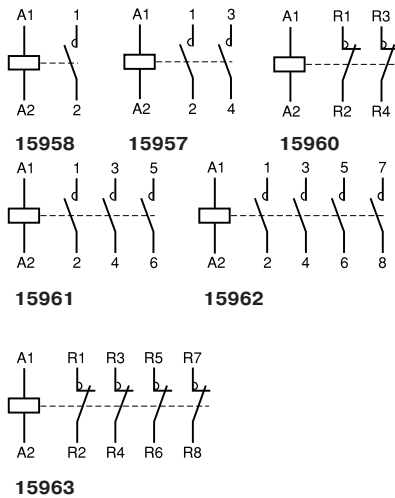 A1 1 A1 1 3 A1 R1 R3
A2 2 A2 2 4 A2 R2 R4
15958 15957 15960
A1 1 3 5 A1 1 3 5 7
A2 2 4 6 A2 2 4 6 8
15961 15962
A1 R1 R3 R5 R7
A2 R2 R4 R6 R8
15963